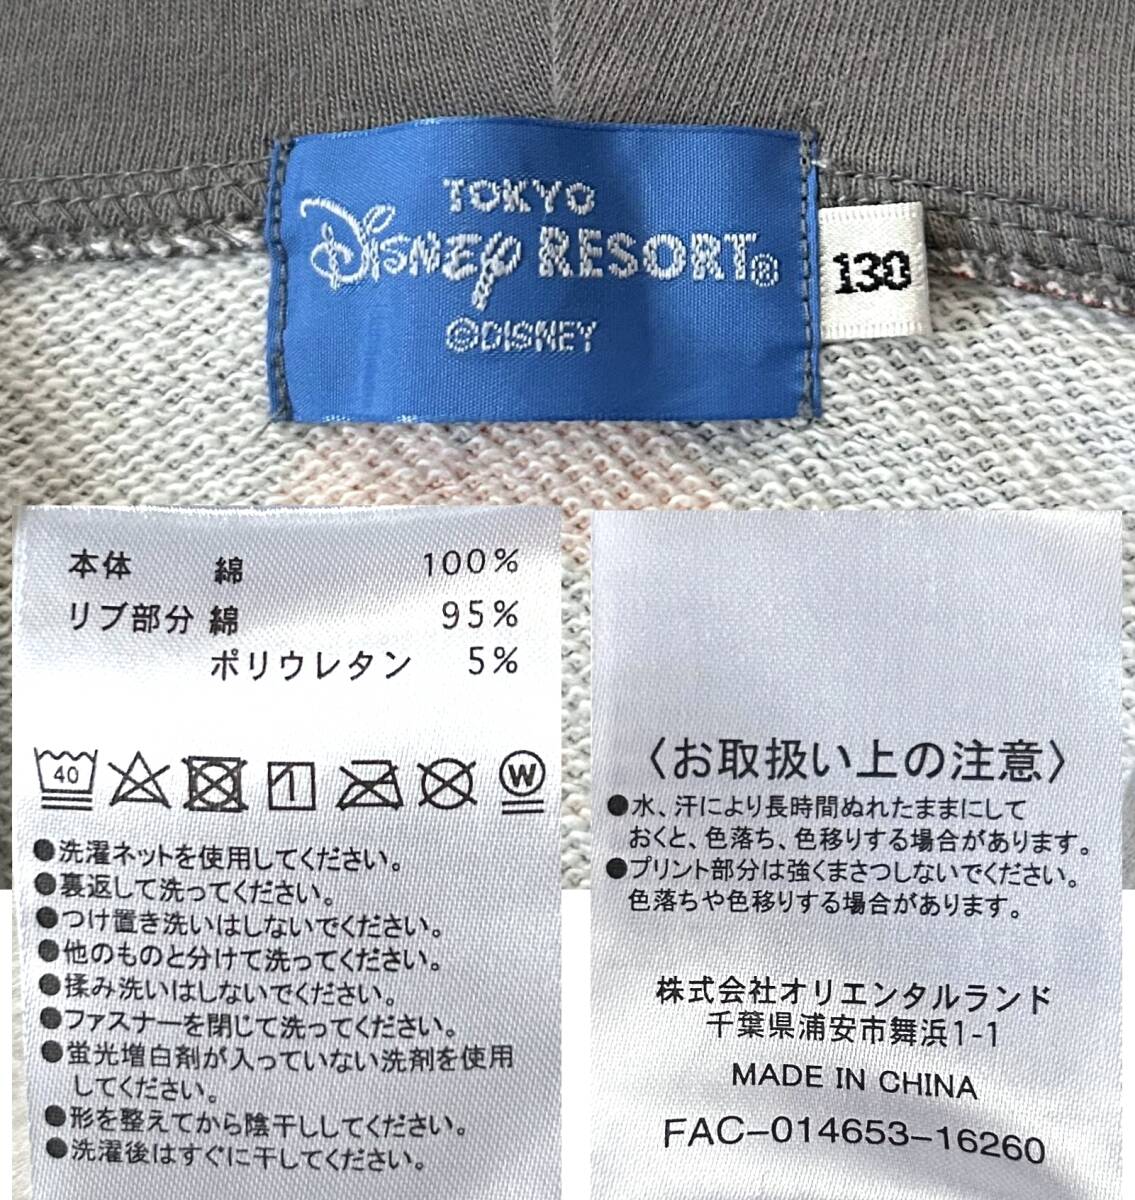 TOKYO
Disney RESORT®
©DISNEY
130
本体 綿 100%
リブ部分 綿 95%
ポリウレタン 5%
40
W
●洗濯ネットを使用してください。
●裏返して洗ってください。
●つけ置き洗いはしないでください。
●他のものと分けて洗ってください。
●揉み洗いはしないでください。
●ファスナーを閉じて洗ってください。
●蛍光増白剤が入っていない洗剤を使用
してください。
●形を整えてから陰干ししてください。
●洗濯後はすぐに干してください。
〈お取扱い上の注意〉
●水、汗により長時間ぬれたままにして
おくと、色落ち、色移りする場合があります。
●プリント部分は強くまさつしないでください。
色落ちや色移りする場合があります。
株式会社オリエンタルランド
千葉県浦安市舞浜1-1
MADE IN CHINA
FAC-014653-16260